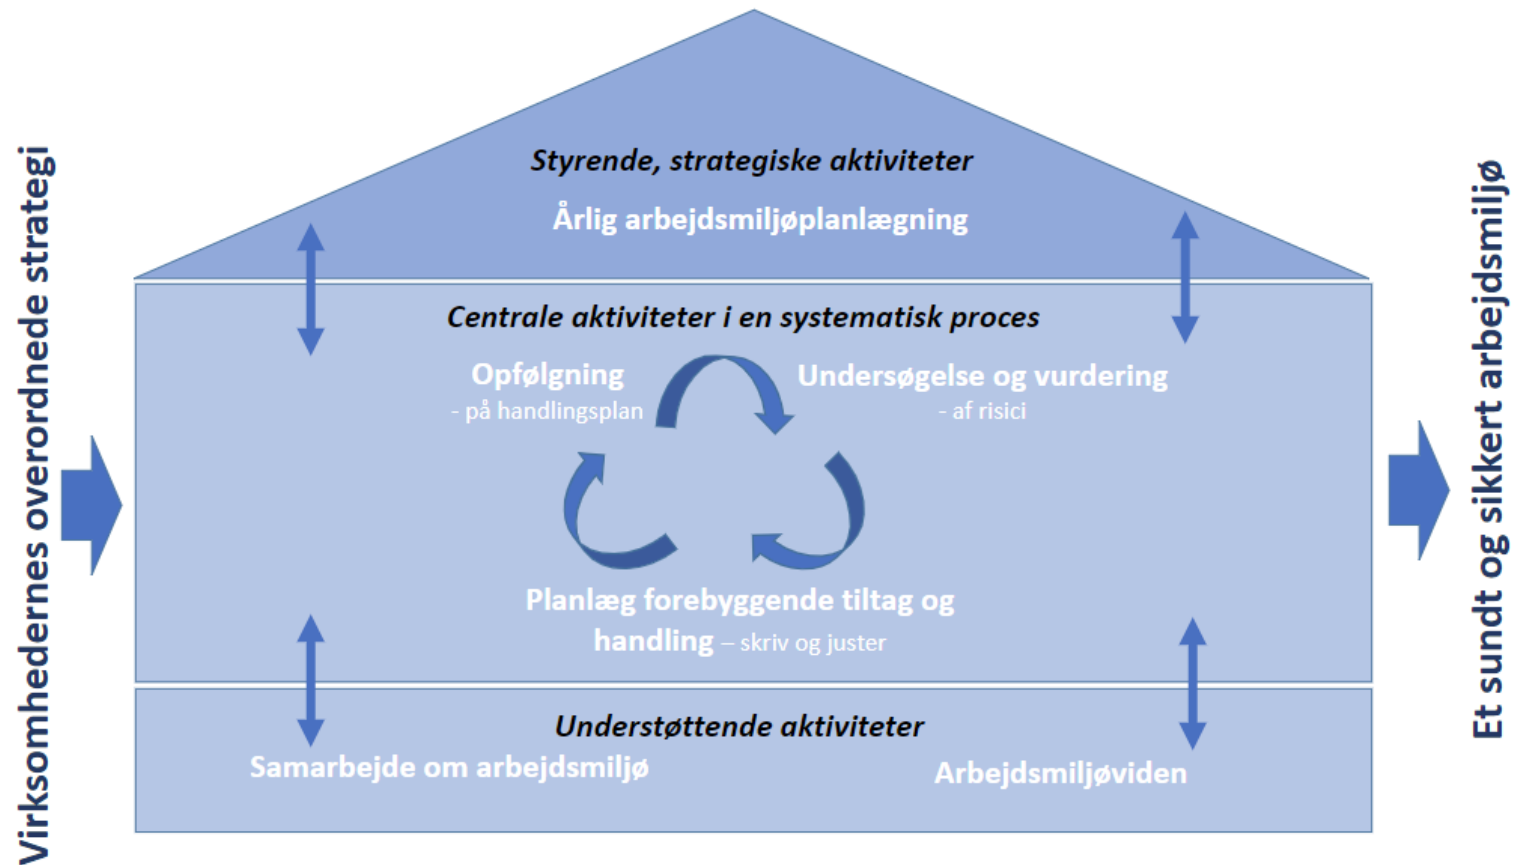 Virksomhedernes overordnede strategi
Styrende, strategiske aktiviteter
Årlig arbejdsmiljøplanlægning
Centrale aktiviteter i en systematisk proces
Opfølgning
- på handlingsplan
Undersøgelse og vurdering
- af risici
Planlæg forebyggende tiltag og
handling – skriv og juster
Understøttende aktiviteter
Samarbejde om arbejdsmiljø
Arbejdsmiljøviden
Et sundt og sikkert arbejdsmiljø